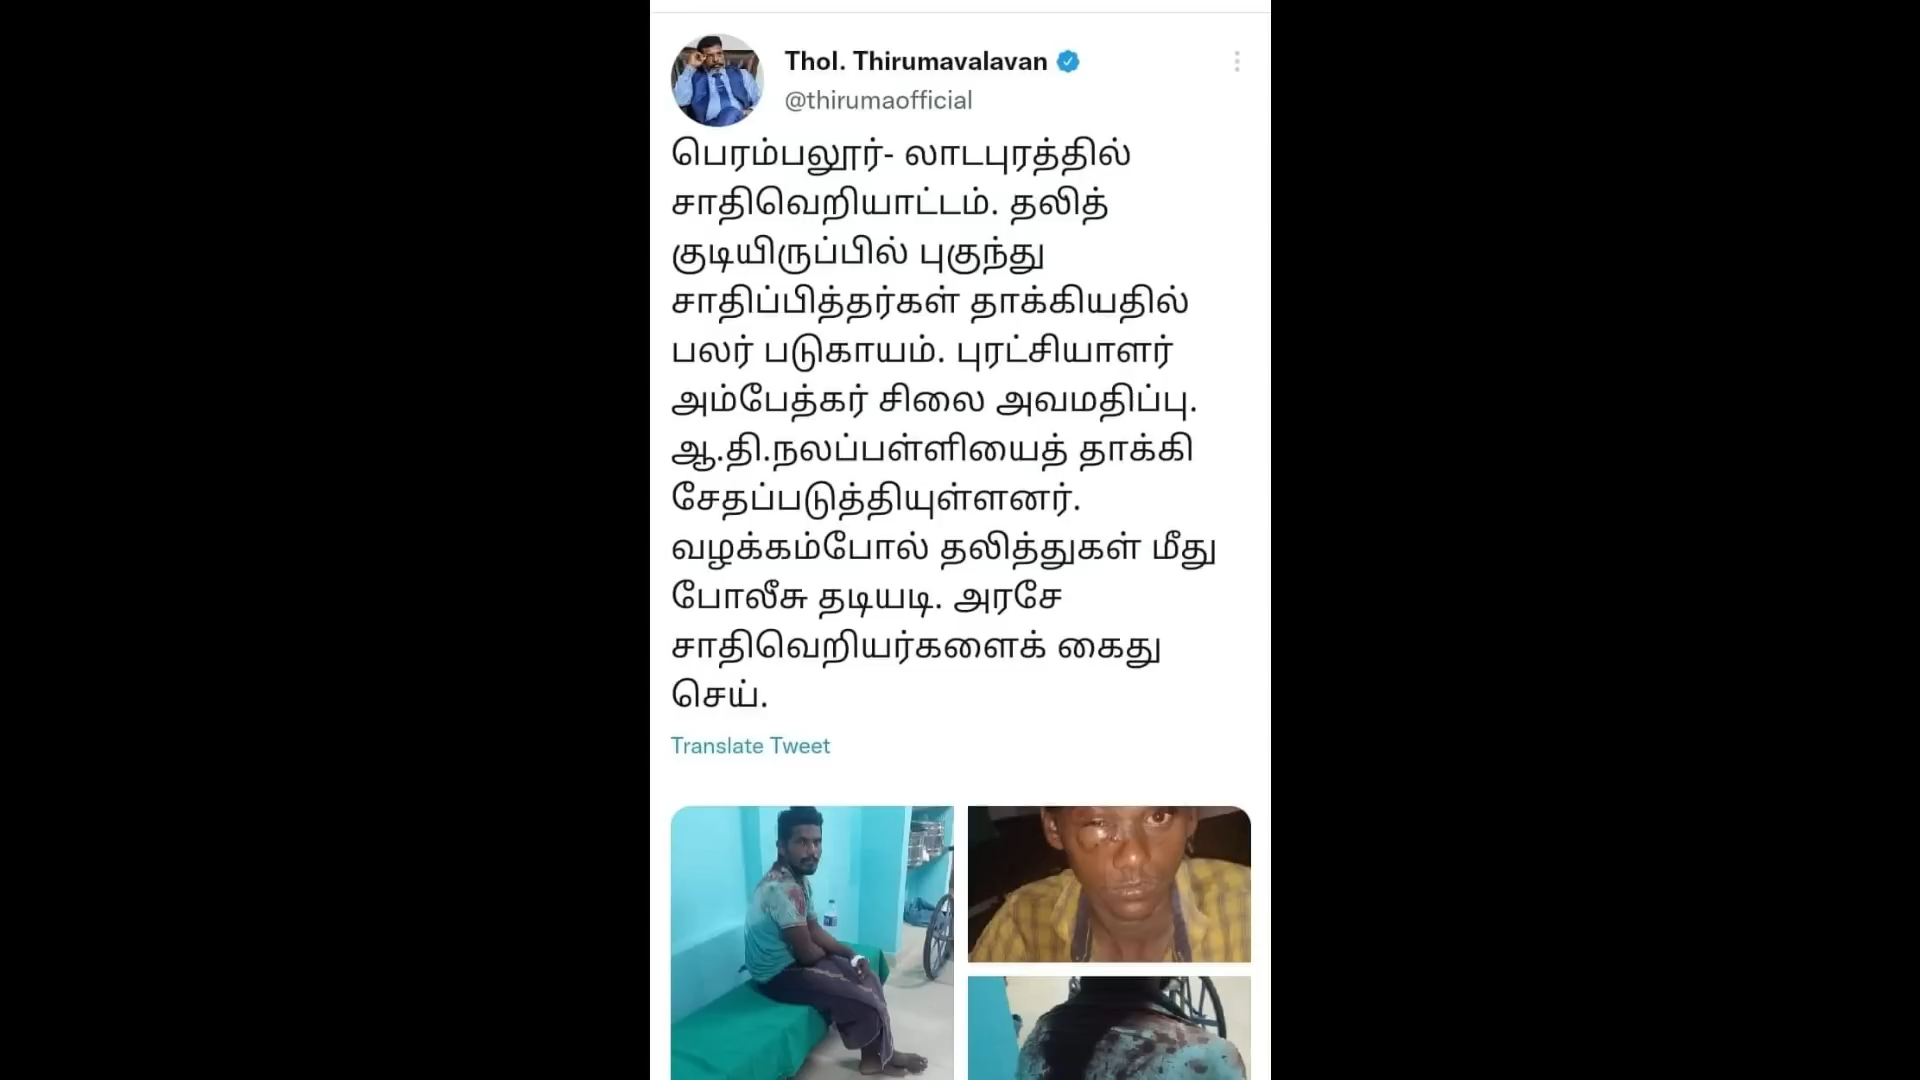 Thol. Thirumavalavan
@thirumaofficial
பெரம்பலூர்- லாடபுரத்தில்
சாதிவெறியாட்டம். தலித்
குடியிருப்பில் புகுந்து
சாதிப்பித்தர்கள் தாக்கியதில்
பலர் படுகாயம். புரட்சியாளர்
அம்பேத்கர் சிலை அவமதிப்பு.
ஆ.தி.நலப்பள்ளியைத் தாக்கி
சேதப்படுத்தியுள்ளனர்.
வழக்கம்போல் தலித்துகள் மீது
போலீசு தடியடி. அரசே
சாதிவெறியர்களைக் கைது
செய்.
Translate Tweet